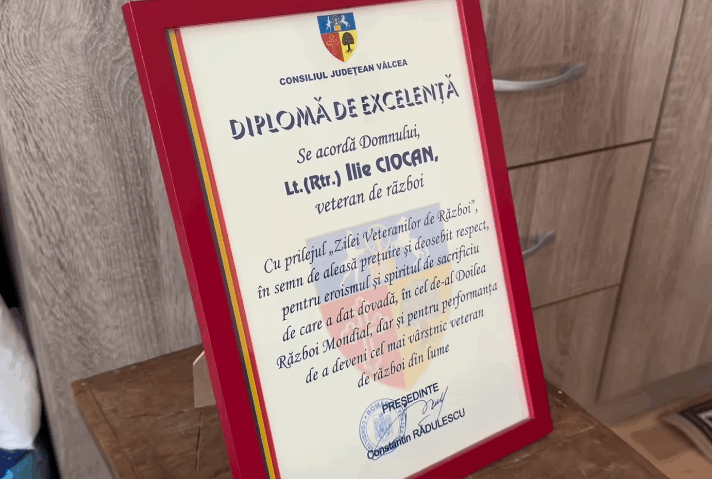 CONSILIUL JUDEȚEAN VÂLCEA
DIPLOMĂ DE EXCELENȚĂ
Se acordă Domnului,
Lt.(Rtr.) Ilie CIOCAN,
veteran de război
Cu prilejul „Zilei Veteranilor de Război”,
în semn de aleasă prețuire și deosebit respect,
pentru eroismul și spiritul de sacrificiu
de care a dat dovadă, în cel de-al Doilea
Război Mondial, dar și pentru performanța
de a deveni cel mai vârstnic veteran
de război din lume
PREȘEDINTE
Constantin RĂDULESCU